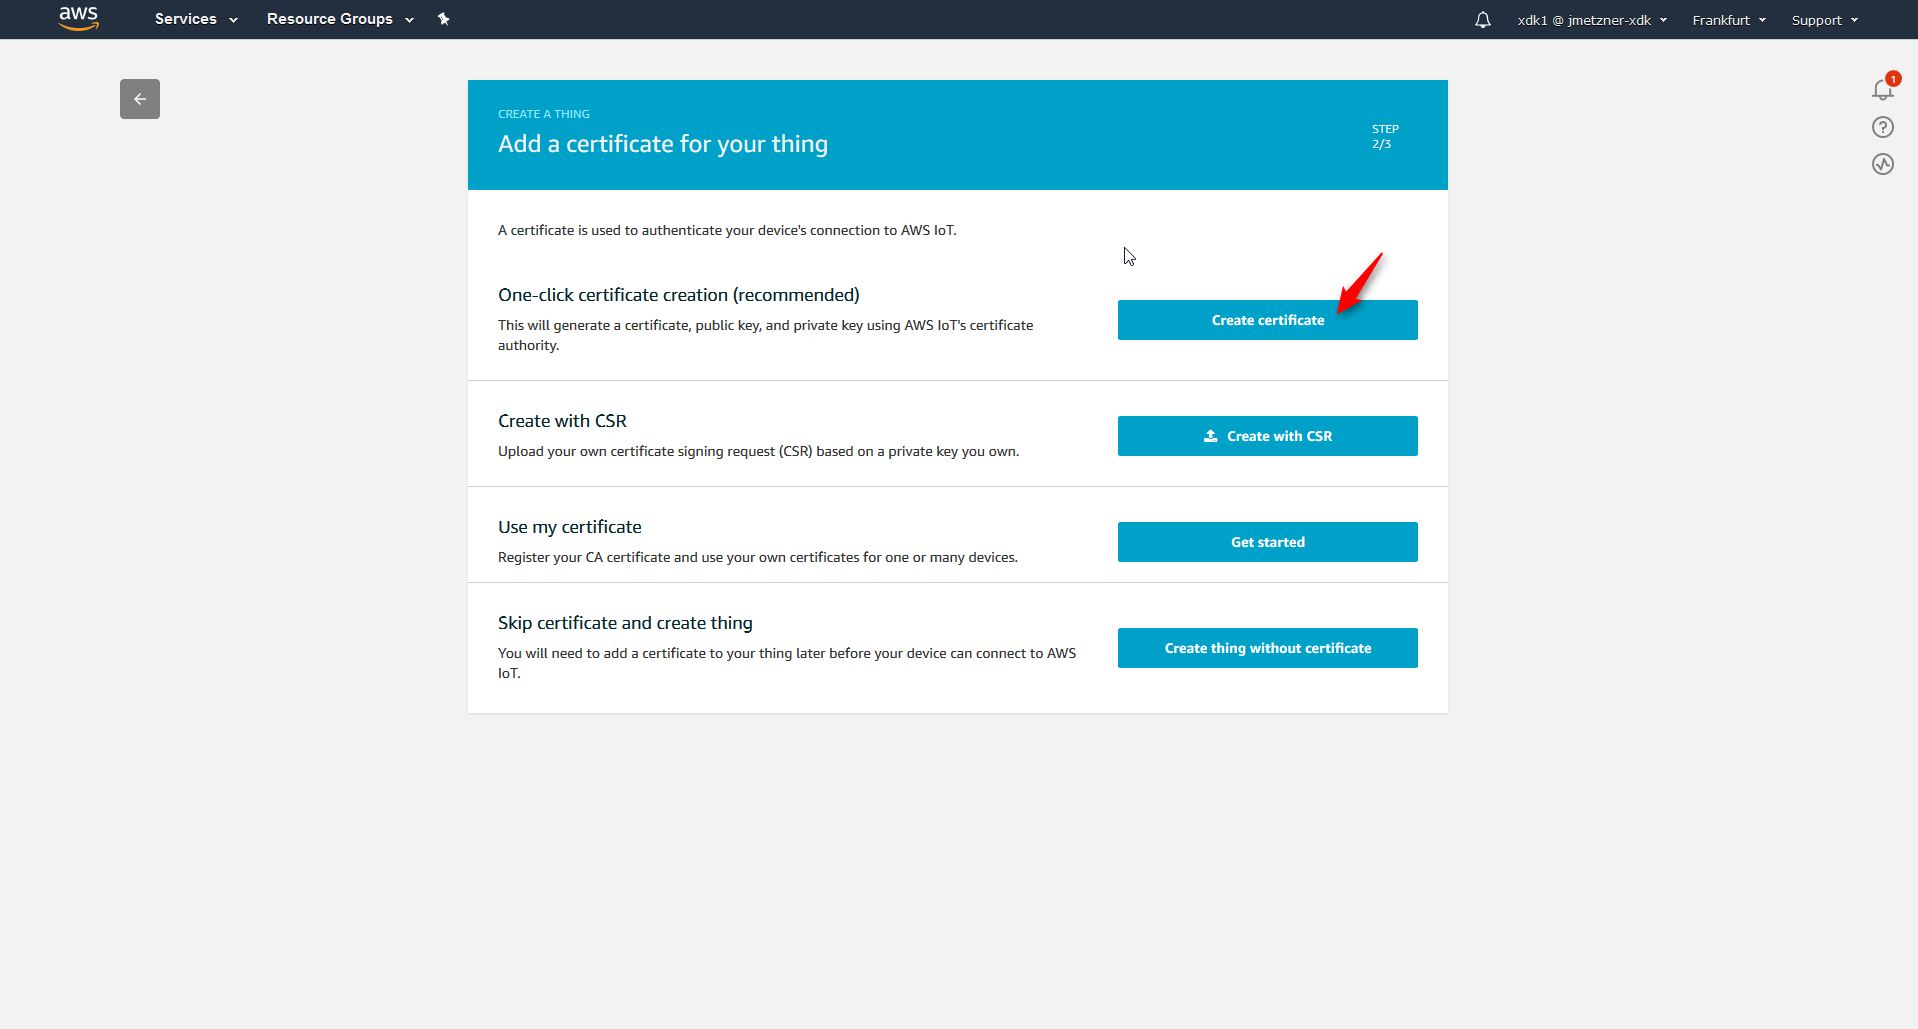 aws Services Resource Groups xdk1 @ jmetzner-xdk Frankfurt Support
1
CREATE A THING
Add a certificate for your thing
STEP
2/3
A certificate is used to authenticate your device's connection to AWS IoT.
One-click certificate creation (recommended)
This will generate a certificate, public key, and private key using AWS IoT's certificate
authority.
Create certificate
Create with CSR
Upload your own certificate signing request (CSR) based on a private key you own.
Create with CSR
Use my certificate
Register your CA certificate and use your own certificates for one or many devices.
Get started
Skip certificate and create thing
You will need to add a certificate to your thing later before your device can connect to AWS
IoT.
Create thing without certificate